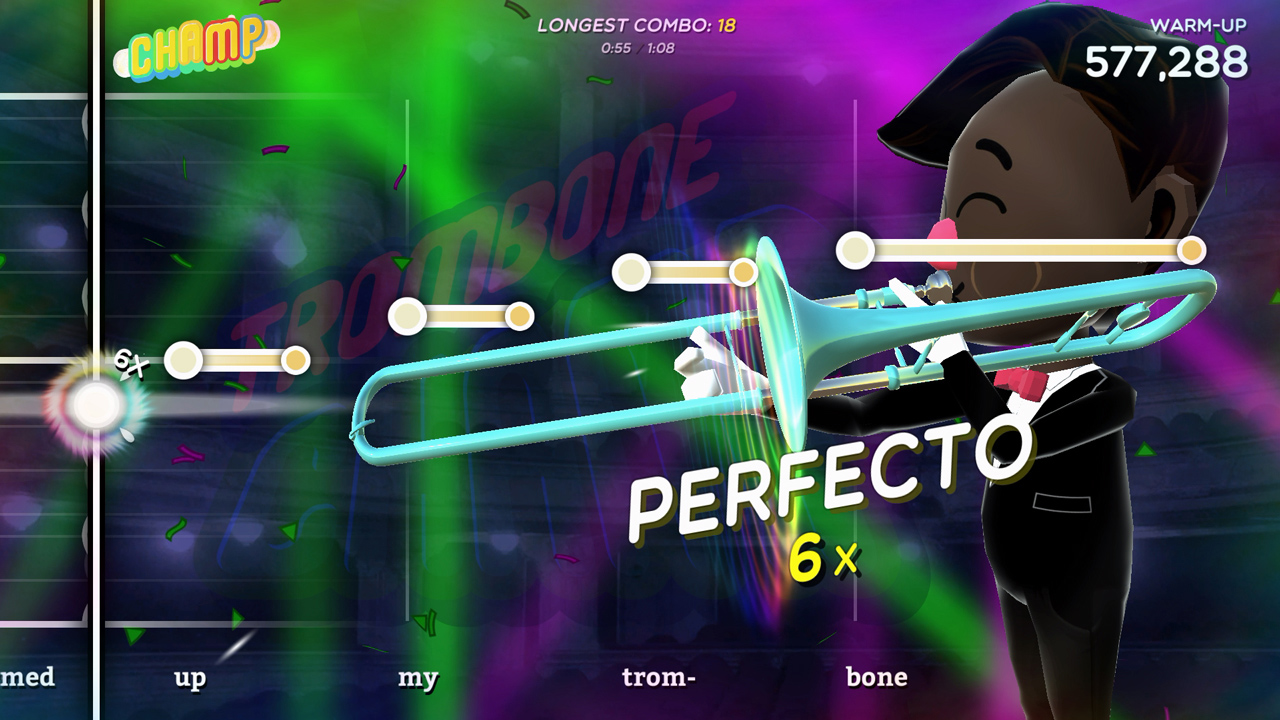 CHAMP
LONGEST COMBO: 18
0:55 / 1:08
WARM-UP
577,288
TROMBONE
6X
PERFECTO
6 x
med up my trom- bone